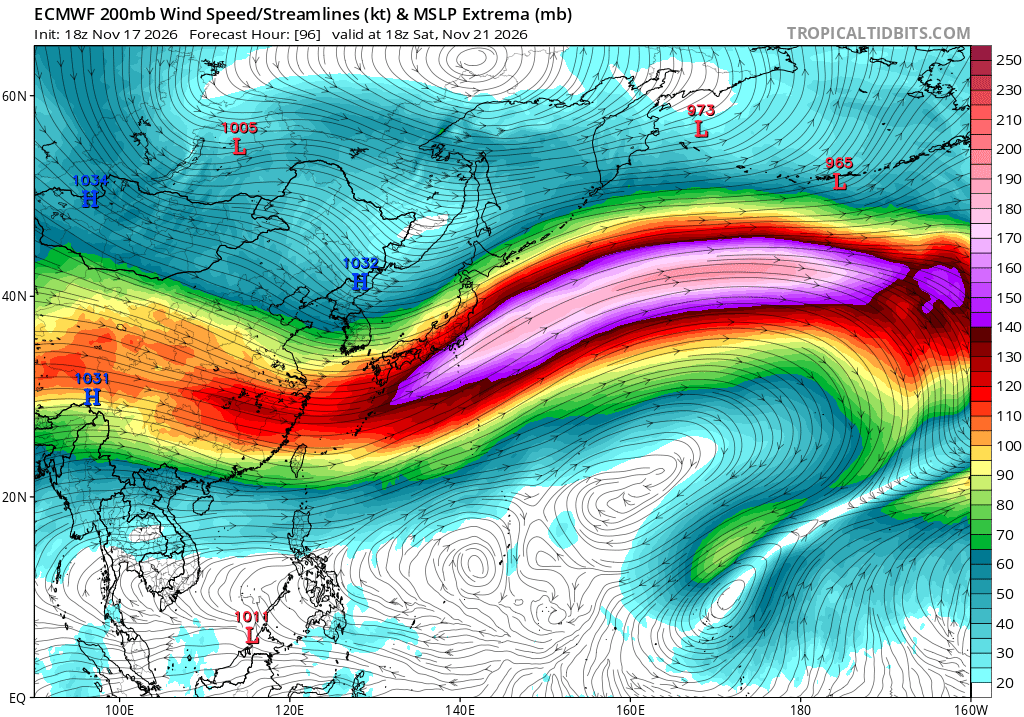 ECMWF 200mb Wind Speed/Streamlines (kt) & MSLP Extrema (mb)
Init: 18z Nov 17 2026 Forecast Hour: [96] valid at 18z Sat, Nov 21 2026
TROPICALTIDBITS.COM
250
230
210
200
190
180
170
160
150
140
130
120
110
100
90
80
70
60
50
40
30
20
60N
40N
20N
EQ
973
L
1005
L
965
L
1034
H
1032
H
1031
H
1011
L
100E
120E
140E
160E
180
160W